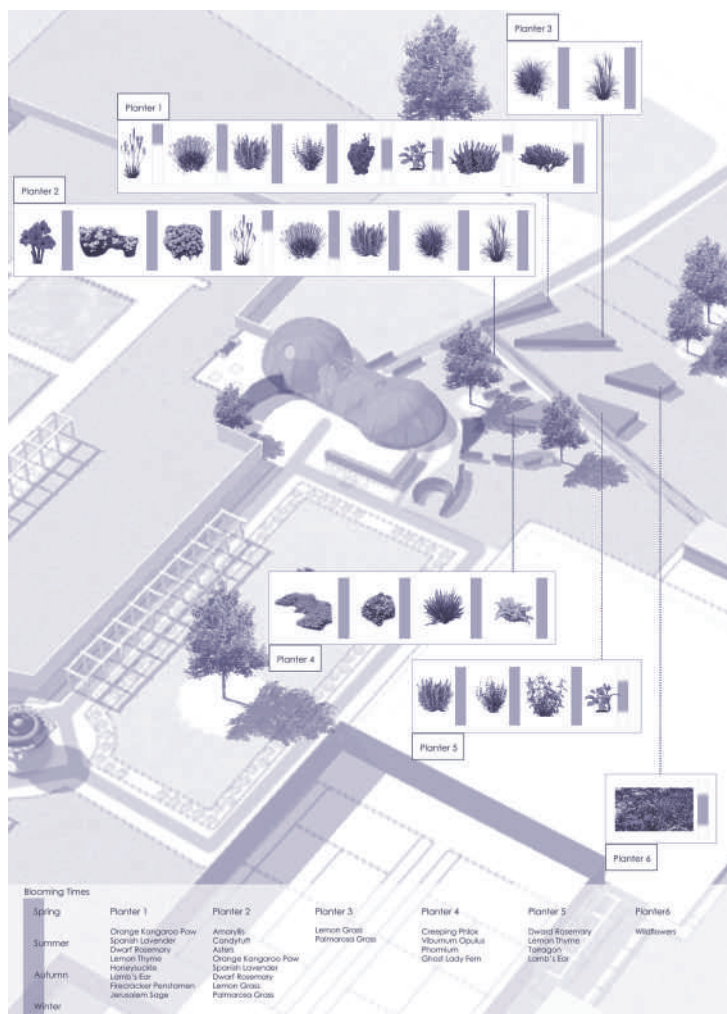 Planter 3
Planter 1
Planter 2
Planter 4
Planter 5
Planter 6
Blooming Times
Spring
Summer
Autumn
Winter
Planter 1
Orange Kangaroo Paw
Spanish Lavender
Dwarf Rosemary
Lemon Thyme
Honeysuckle
Lamb's Ear
Firecracker Penstamen
Jerusalem Sage
Planter 2
Amaryllis
Candytuft
Asters
Orange Kangaroo Paw
Spanish Lavender
Dwarf Rosemary
Lemon Grass
Palmarosa Grass
Planter 3
Lemon Grass
Palmarosa Grass
Planter 4
Creeping Phlox
Viburnum Opulus
Phormium
Ghost Lady Fern
Planter 5
Dward Rosemary
Lemon Thyme
Tarragon
Lamb's Ear
Planter6
Wildflowers